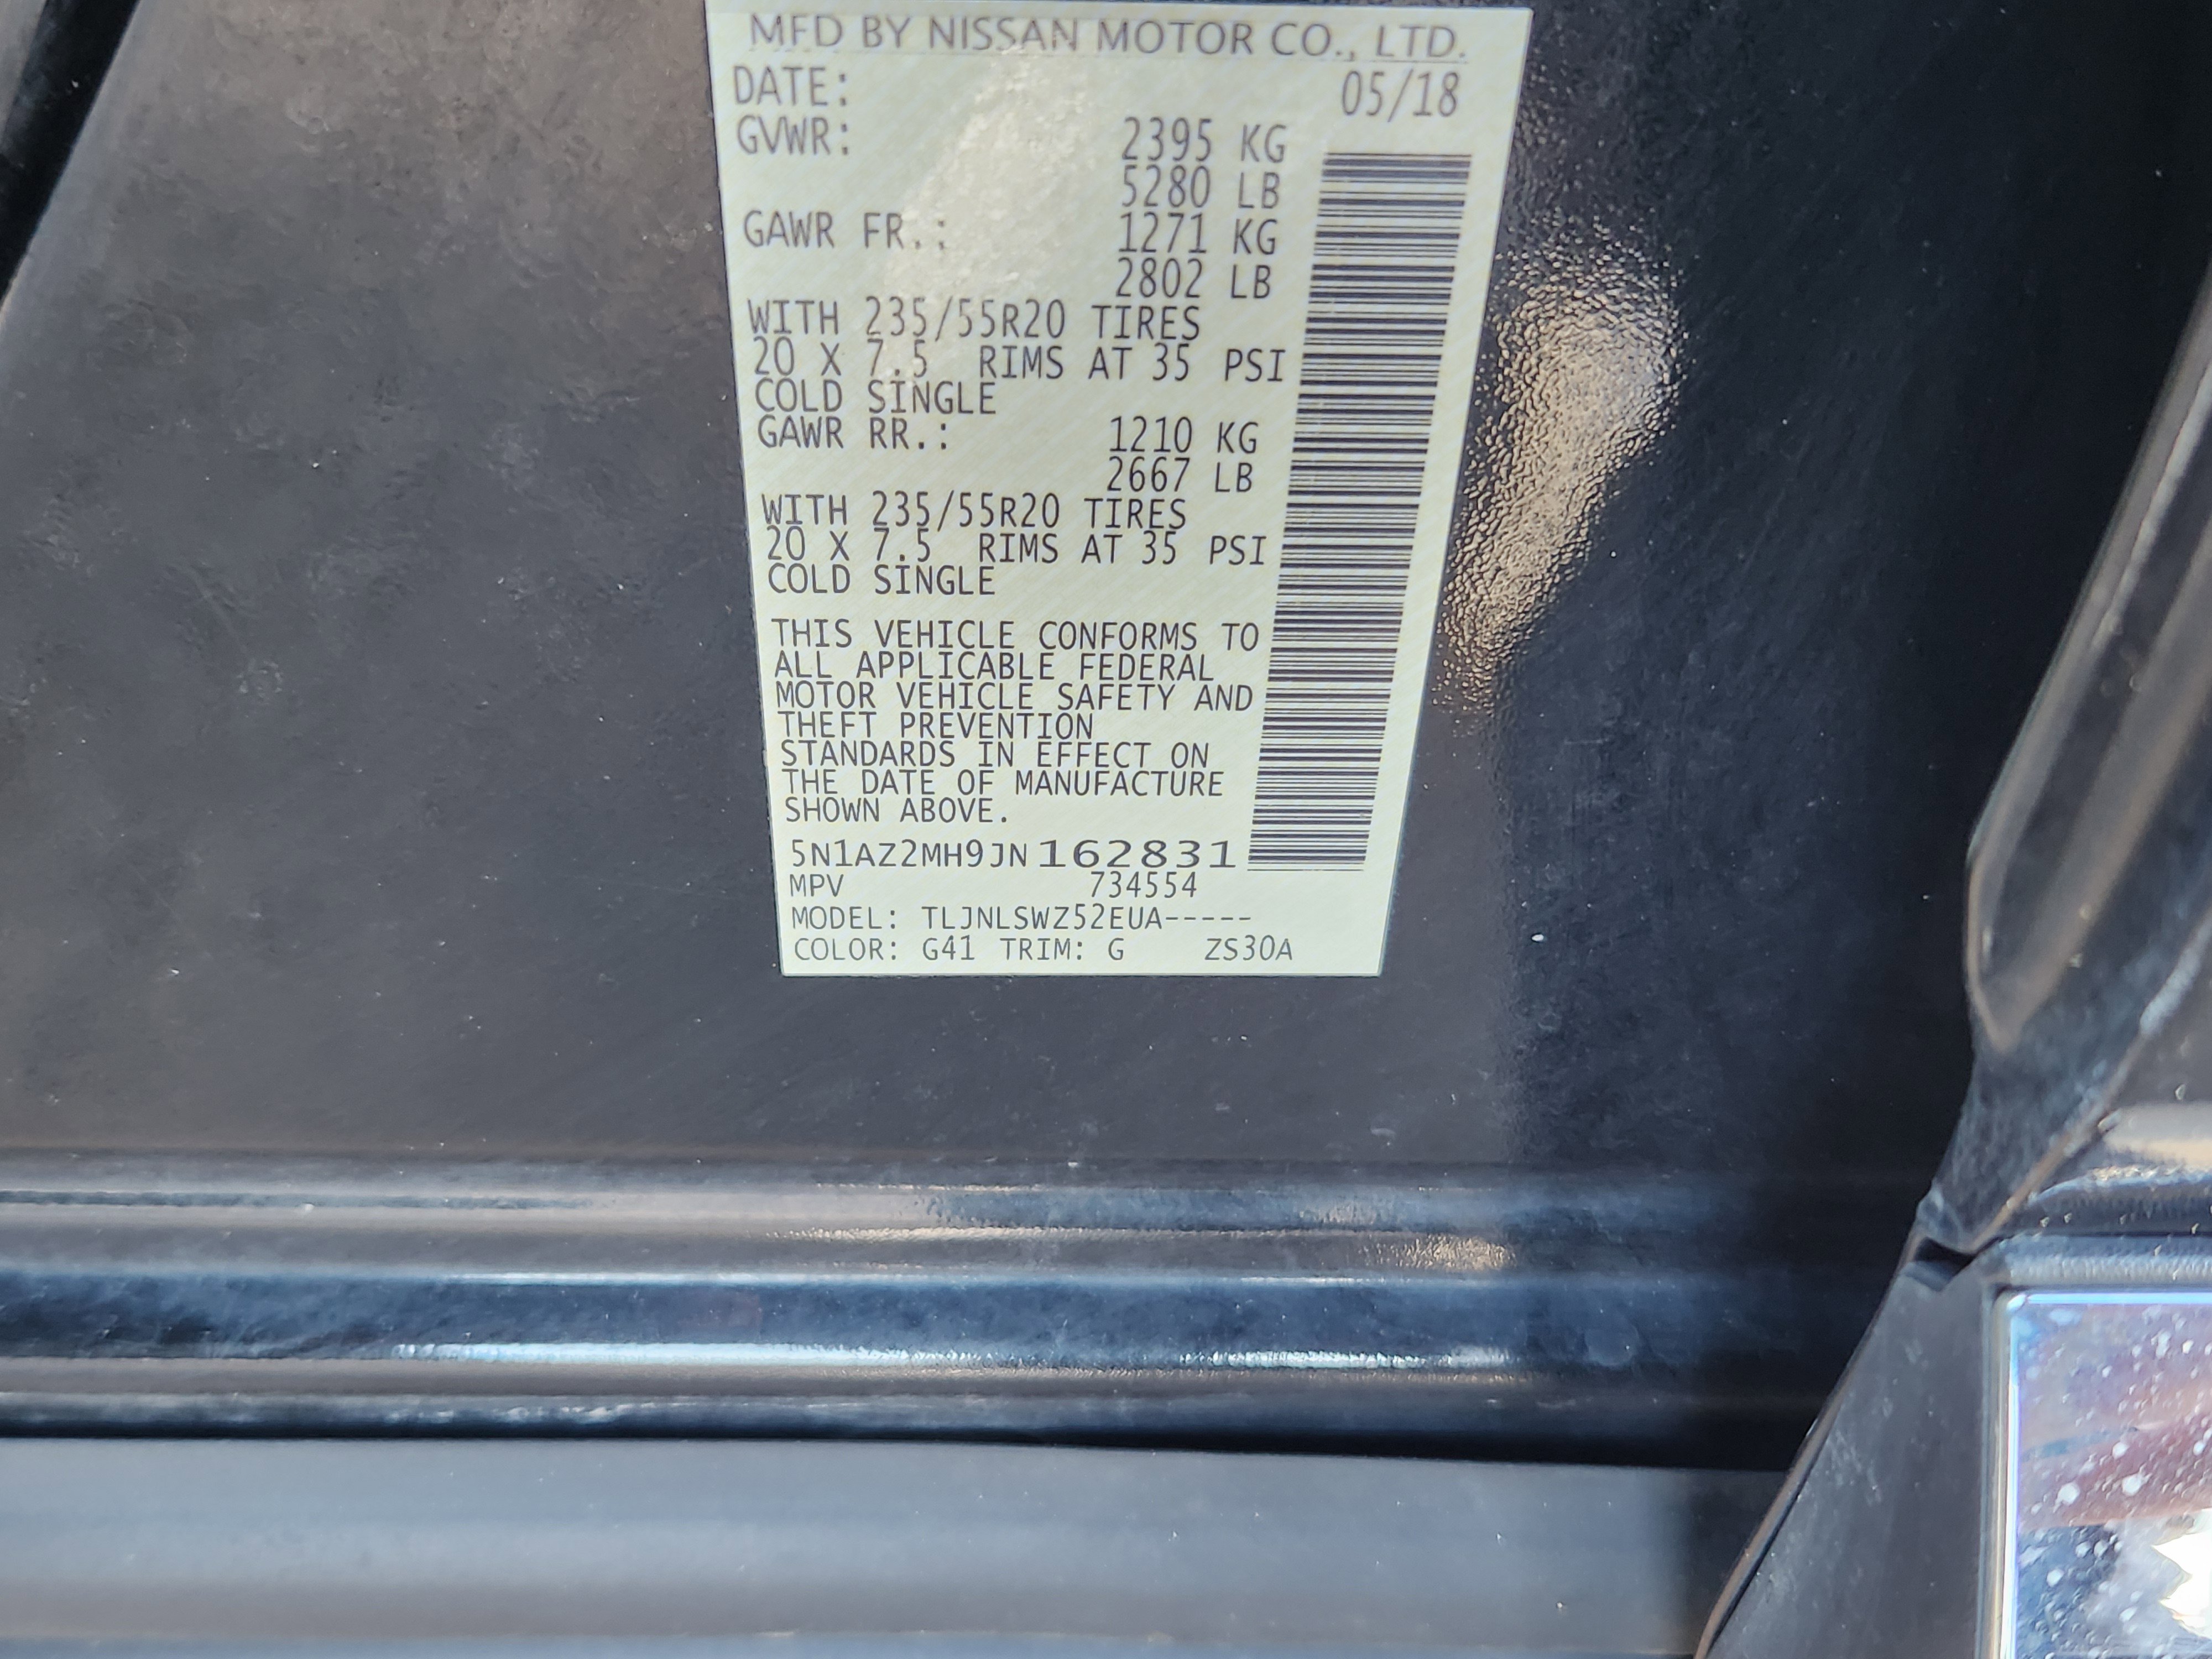 MFD BY NISSAN MOTOR CO., LTD.
DATE: 05/18
GVWR: 2395 KG
5280 LB
GAWR FR.: 1271 KG
2802 LB
WITH 235/55R20 TIRES
20 X 7.5 RIMS AT 35 PSI
COLD SINGLE
GAWR RR.: 1210 KG
2667 LB
WITH 235/55R20 TIRES
20 X 7.5 RIMS AT 35 PSI
COLD SINGLE
THIS VEHICLE CONFORMS TO
ALL APPLICABLE FEDERAL
MOTOR VEHICLE SAFETY AND
THEFT PREVENTION
STANDARDS IN EFFECT ON
THE DATE OF MANUFACTURE
SHOWN ABOVE.
5N1AZ2MH9JN162831
MPV 734554
MODEL: TLJNLSWZ52EUA-----
COLOR: G41 TRIM: G ZS30A